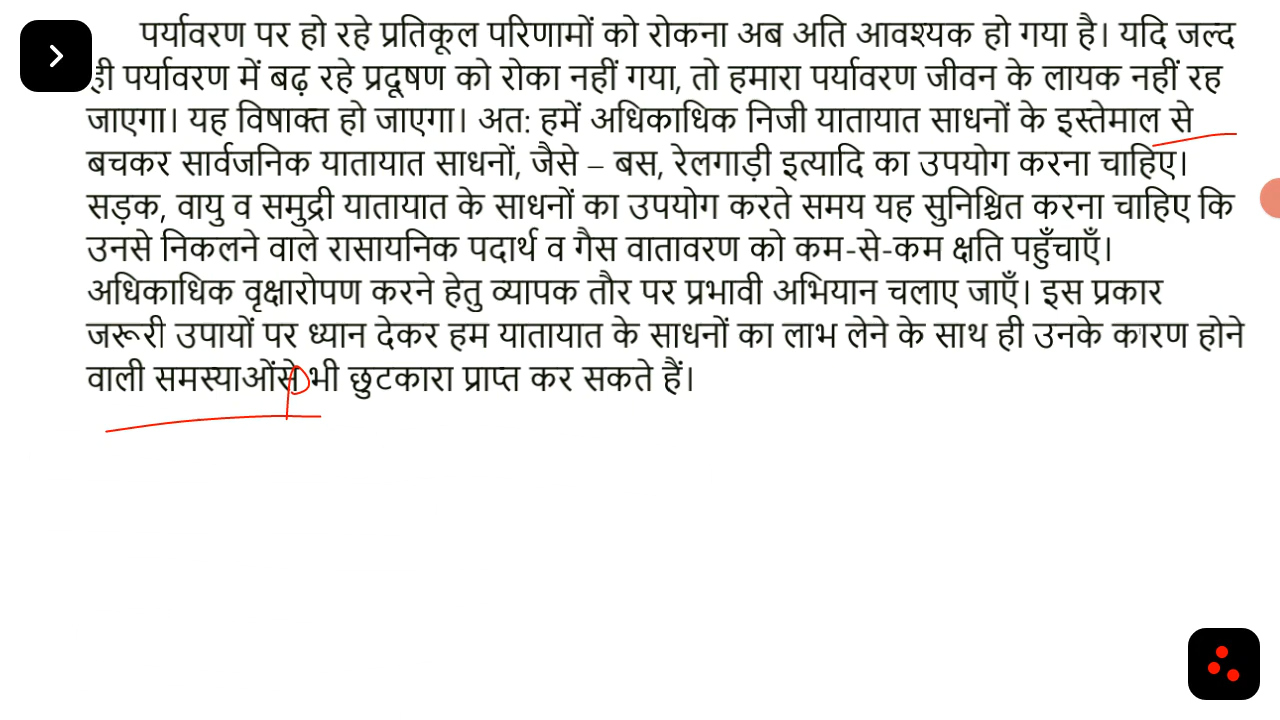 पर्यावरण पर हो रहे प्रतिकूल परिणामों को रोकना अब अति आवश्यक हो गया है। यदि जल्द
ही पर्यावरण में बढ़ रहे प्रदूषण को रोका नहीं गया, तो हमारा पर्यावरण जीवन के लायक नहीं रह
जाएगा। यह विषाक्त हो जाएगा। अत: हमें अधिकाधिक निजी यातायात साधनों के इस्तेमाल से
बचकर सार्वजनिक यातायात साधनों, जैसे – बस, रेलगाड़ी इत्यादि का उपयोग करना चाहिए।
सड़क, वायु व समुद्री यातायात के साधनों का उपयोग करते समय यह सुनिश्चित करना चाहिए कि
उनसे निकलने वाले रासायनिक पदार्थ व गैस वातावरण को कम-से-कम क्षति पहुँचाएँ।
अधिकाधिक वृक्षारोपण करने हेतु व्यापक तौर पर प्रभावी अभियान चलाए जाएँ। इस प्रकार
जरूरी उपायों पर ध्यान देकर हम यातायात के साधनों का लाभ लेने के साथ ही उनके कारण होने
वाली समस्याओंसे भी छुटकारा प्राप्त कर सकते हैं।